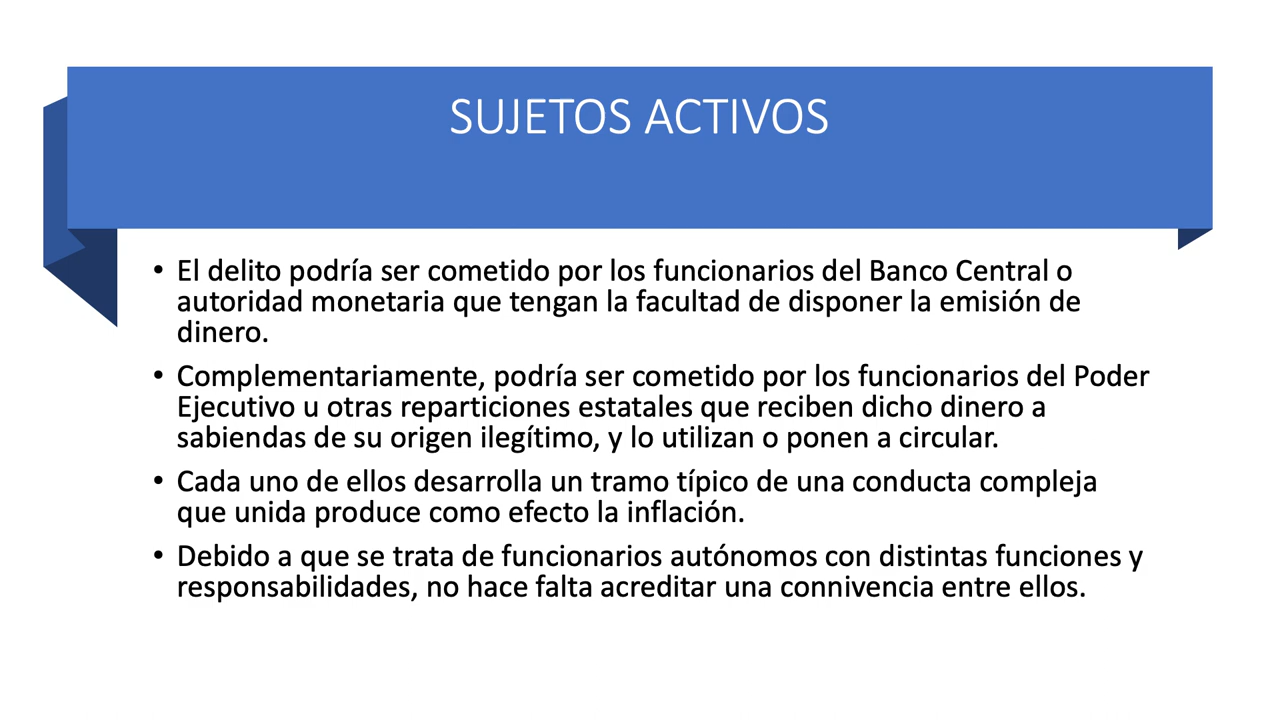 SUJETOS ACTIVOS
• El delito podría ser cometido por los funcionarios del Banco Central o
autoridad monetaria que tengan la facultad de disponer la emisión de
dinero.
• Complementariamente, podría ser cometido por los funcionarios del Poder
Ejecutivo u otras reparticiones estatales que reciben dicho dinero a
sabiendas de su origen ilegítimo, y lo utilizan o ponen a circular.
• Cada uno de ellos desarrolla un tramo típico de una conducta compleja
que unida produce como efecto la inflación.
• Debido a que se trata de funcionarios autónomos con distintas funciones y
responsabilidades, no hace falta acreditar una connivencia entre ellos.